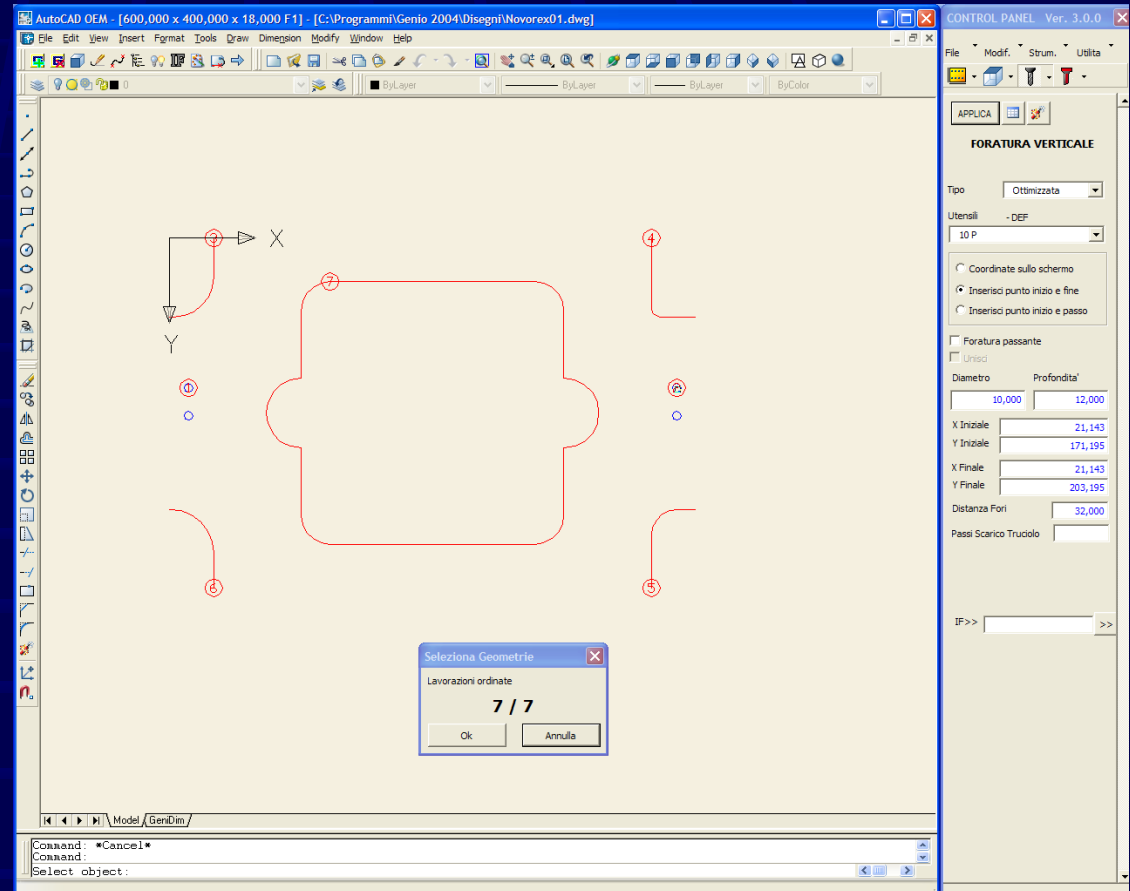 AutoCAD OEM - [600,000 x 400,000 x 18,000 F1] - [C:\Programmi\Genio 2004\Disegni\Novorex01.dwg]
File Edit View Insert Format Tools Draw Dimension Modify Window Help
0 ByLayer ByLayer ByLayer ByColor
X
Y
3
4
7
1
6
5
Seleziona Geometrie
Lavorazioni ordinate
7 / 7
Ok Annulla
Model GeniDim
Command: *Cancel*
Command:
Select object:
CONTROL PANEL Ver. 3.0.0
File Modif. Strum. Utilita
APPLICA
FORATURA VERTICALE
Tipo Ottimizzata
Utensili - DEF
10 P
Coordinate sullo schermo
Inserisci punto inizio e fine
Inserisci punto inizio e passo
Foratura passante
Unisci
Diametro Profondita'
10,000 12,000
X Iniziale 21,143
Y Iniziale 171,195
X Finale 21,143
Y Finale 203,195
Distanza Fori 32,000
Passi Scarico Truciolo
IF>> >>